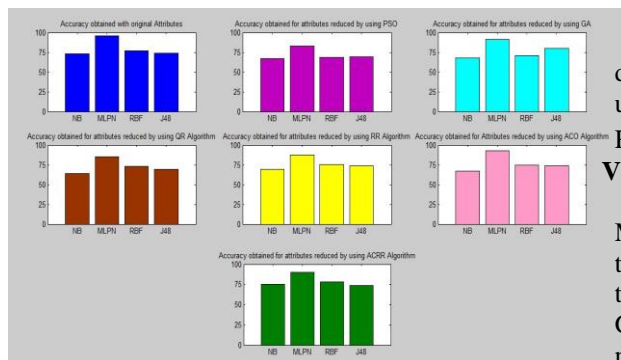 Accuracy obtained with original Attributes
100
75
50
25
0
NB MLPN RBF J48
Accuracy obtained for attributes reduced by using PSO
100
75
50
25
0
NB MLPN RBF J48
Accuracy obtained for attributes reduced by using GA
100
75
50
25
0
NB MLPN RBF J48
Accuracy obtained for attributes reduced by using QR Algorithm
100
75
50
25
0
NB MLPN RBF J48
Accuracy obtained for attributes reduced by using RR Algorithm
100
75
50
25
0
NB MLPN RBF J48
Accuracy obtained for Attributes reduced by using ACO Algorithm
100
75
50
25
0
NB MLPN RBF J48
Accuracy obtained for attributes reduced by using ACRR Algorithm
100
75
50
25
0
NB MLPN RBF J48
V
M
t
t